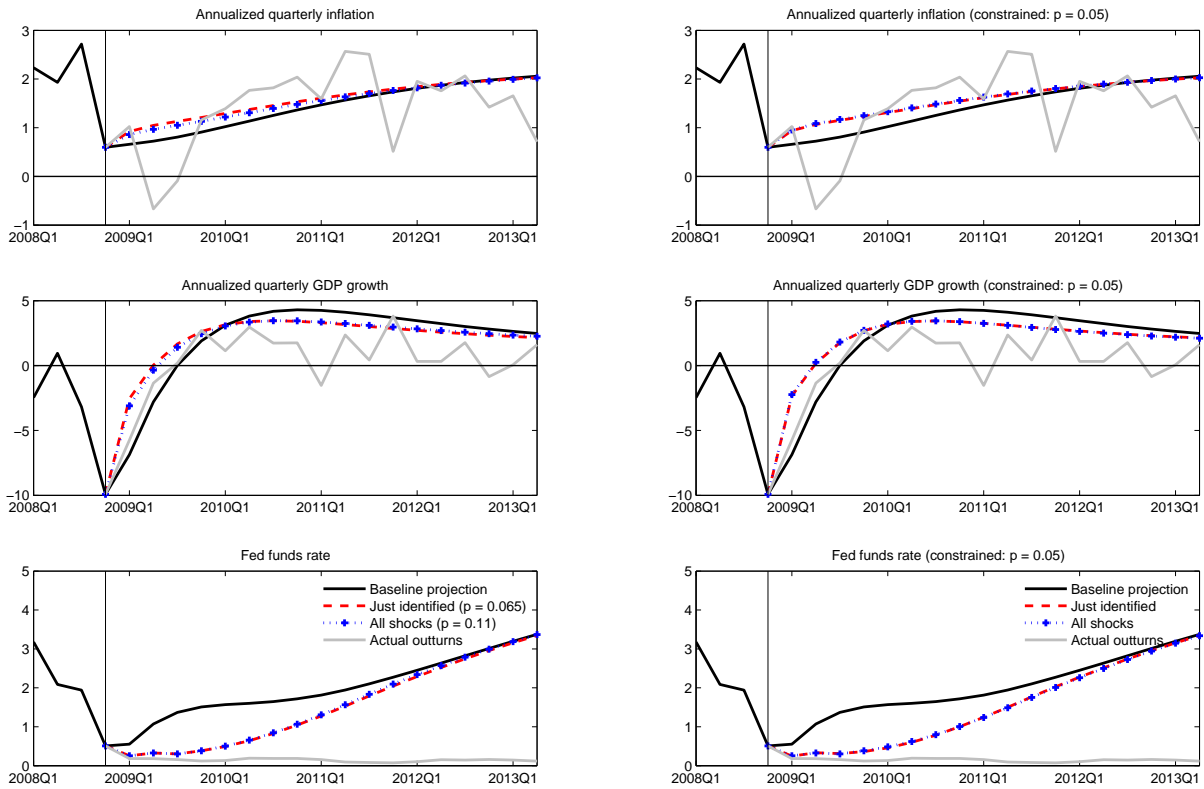 Annualized quarterly inflation
3
2
1
0
−1
2008Q1 2009Q1 2010Q1 2011Q1 2012Q1 2013Q1
Annualized quarterly inflation (constrained: p = 0.05)
3
2
1
0
−1
2008Q1 2009Q1 2010Q1 2011Q1 2012Q1 2013Q1
Annualized quarterly GDP growth
5
0
−5
−10
2008Q1 2009Q1 2010Q1 2011Q1 2012Q1 2013Q1
Annualized quarterly GDP growth (constrained: p = 0.05)
5
0
−5
−10
2008Q1 2009Q1 2010Q1 2011Q1 2012Q1 2013Q1
Fed funds rate
5
4
3
2
1
0
Baseline projection
Just identified (p = 0.065)
All shocks (p = 0.11)
Actual outturns
2008Q1 2009Q1 2010Q1 2011Q1 2012Q1 2013Q1
Fed funds rate (constrained: p = 0.05)
5
4
3
2
1
0
Baseline projection
Just identified
All shocks
Actual outturns
2008Q1 2009Q1 2010Q1 2011Q1 2012Q1 2013Q1